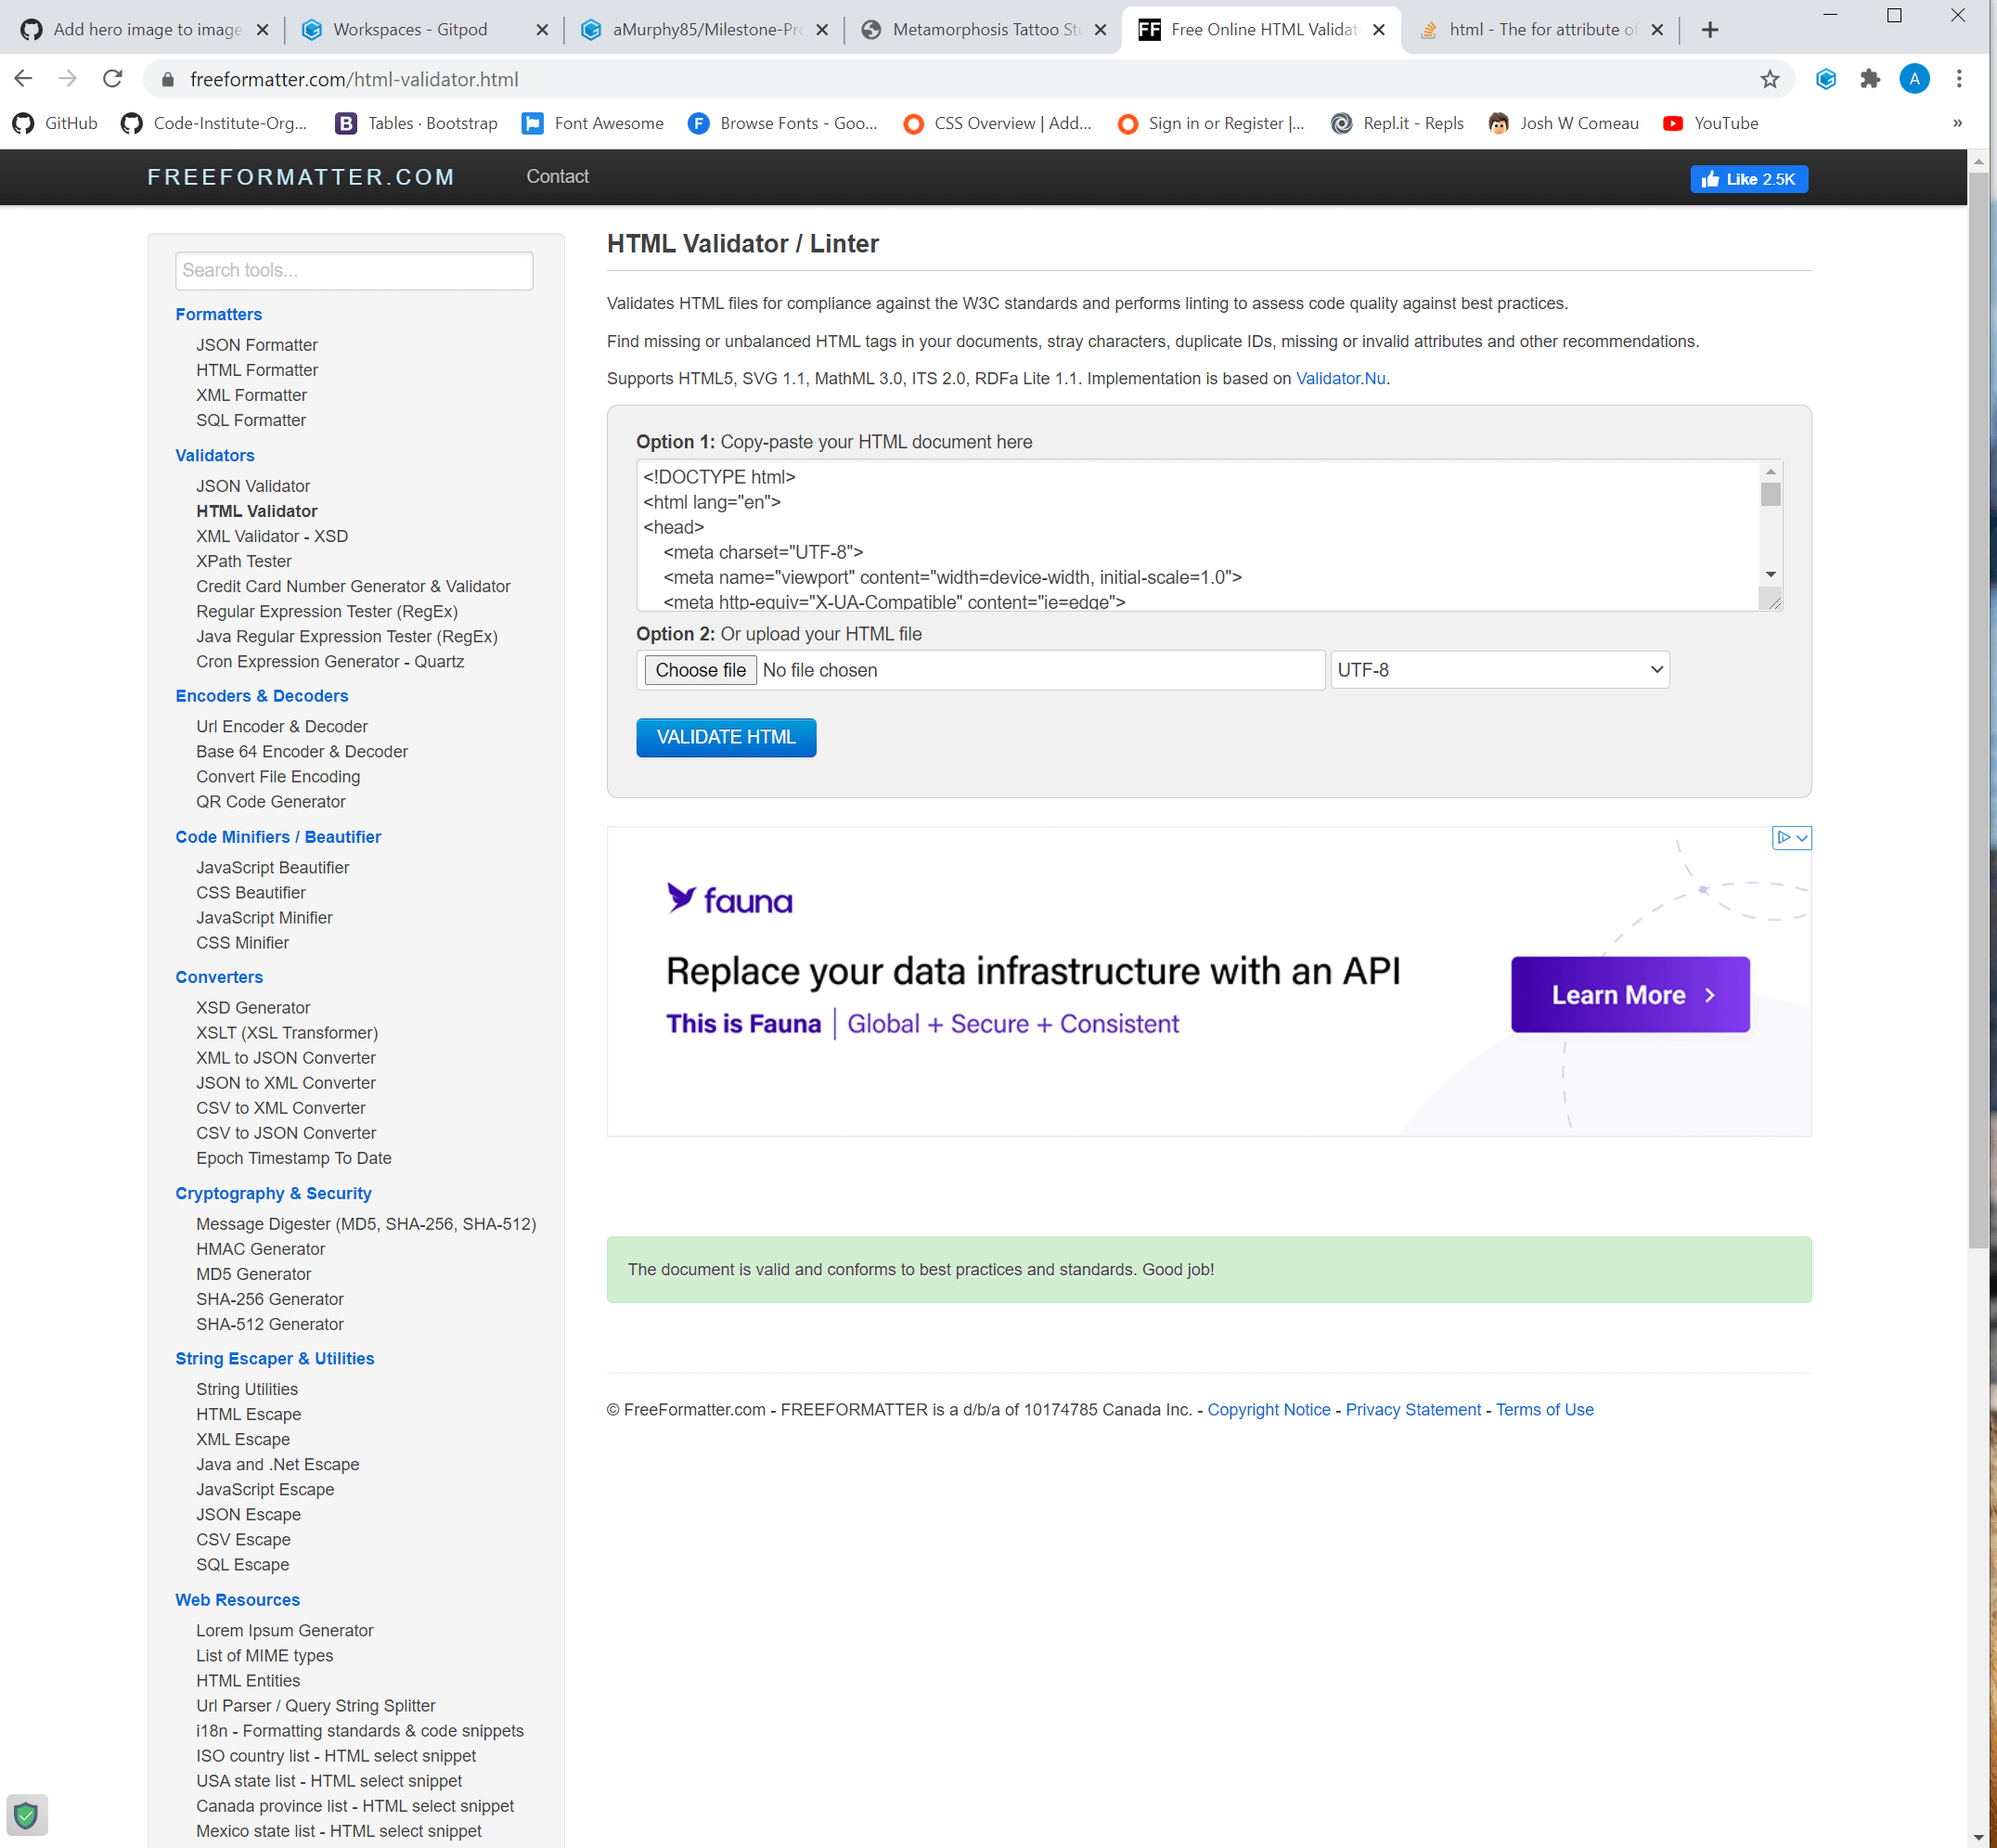 Add hero image to image
Workspaces - Gitpod
aMurphy85/Milestone-Pro
Metamorphosis Tattoo Stu
FF Free Online HTML Validat
html - The for attribute of
freeformatter.com/html-validator.html
A
GitHub
Code-Institute-Org...
B Tables · Bootstrap
Font Awesome
F Browse Fonts - Goo...
CSS Overview | Add...
Sign in or Register |...
Repl.it - Repls
Josh W Comeau
YouTube
»
FREEFORMATTER.COM
Contact
Like 2.5K
Search tools...
Formatters
JSON Formatter
HTML Formatter
XML Formatter
SQL Formatter
Validators
JSON Validator
HTML Validator
XML Validator - XSD
XPath Tester
Credit Card Number Generator & Validator
Regular Expression Tester (RegEx)
Java Regular Expression Tester (RegEx)
Cron Expression Generator - Quartz
Encoders & Decoders
Url Encoder & Decoder
Base 64 Encoder & Decoder
Convert File Encoding
QR Code Generator
Code Minifiers / Beautifier
JavaScript Beautifier
CSS Beautifier
JavaScript Minifier
CSS Minifier
Converters
XSD Generator
XSLT (XSL Transformer)
XML to JSON Converter
JSON to XML Converter
CSV to XML Converter
CSV to JSON Converter
Epoch Timestamp To Date
Cryptography & Security
Message Digester (MD5, SHA-256, SHA-512)
HMAC Generator
MD5 Generator
SHA-256 Generator
SHA-512 Generator
String Escaper & Utilities
String Utilities
HTML Escape
XML Escape
Java and .Net Escape
JavaScript Escape
JSON Escape
CSV Escape
SQL Escape
Web Resources
Lorem Ipsum Generator
List of MIME types
HTML Entities
Url Parser / Query String Splitter
i18n - Formatting standards & code snippets
ISO country list - HTML select snippet
USA state list - HTML select snippet
Canada province list - HTML select snippet
Mexico state list - HTML select snippet
HTML Validator / Linter
Validates HTML files for compliance against the W3C standards and performs linting to assess code quality against best practices.
Find missing or unbalanced HTML tags in your documents, stray characters, duplicate IDs, missing or invalid attributes and other recommendations.
Supports HTML5, SVG 1.1, MathML 3.0, ITS 2.0, RDFa Lite 1.1. Implementation is based on Validator.Nu.
Option 1: Copy-paste your HTML document here
<!DOCTYPE html>
<html lang="en">
<head>
<meta charset="UTF-8">
<meta name="viewport" content="width=device-width, initial-scale=1.0">
<meta http-equiv="X-UA-Compatible" content="ie=edge">
Option 2: Or upload your HTML file
Choose file No file chosen
UTF-8
VALIDATE HTML
fauna
Replace your data infrastructure with an API
This is Fauna | Global + Secure + Consistent
Learn More >
The document is valid and conforms to best practices and standards. Good job!
© FreeFormatter.com - FREEFORMATTER is a d/b/a of 10174785 Canada Inc. - Copyright Notice - Privacy Statement - Terms of Use